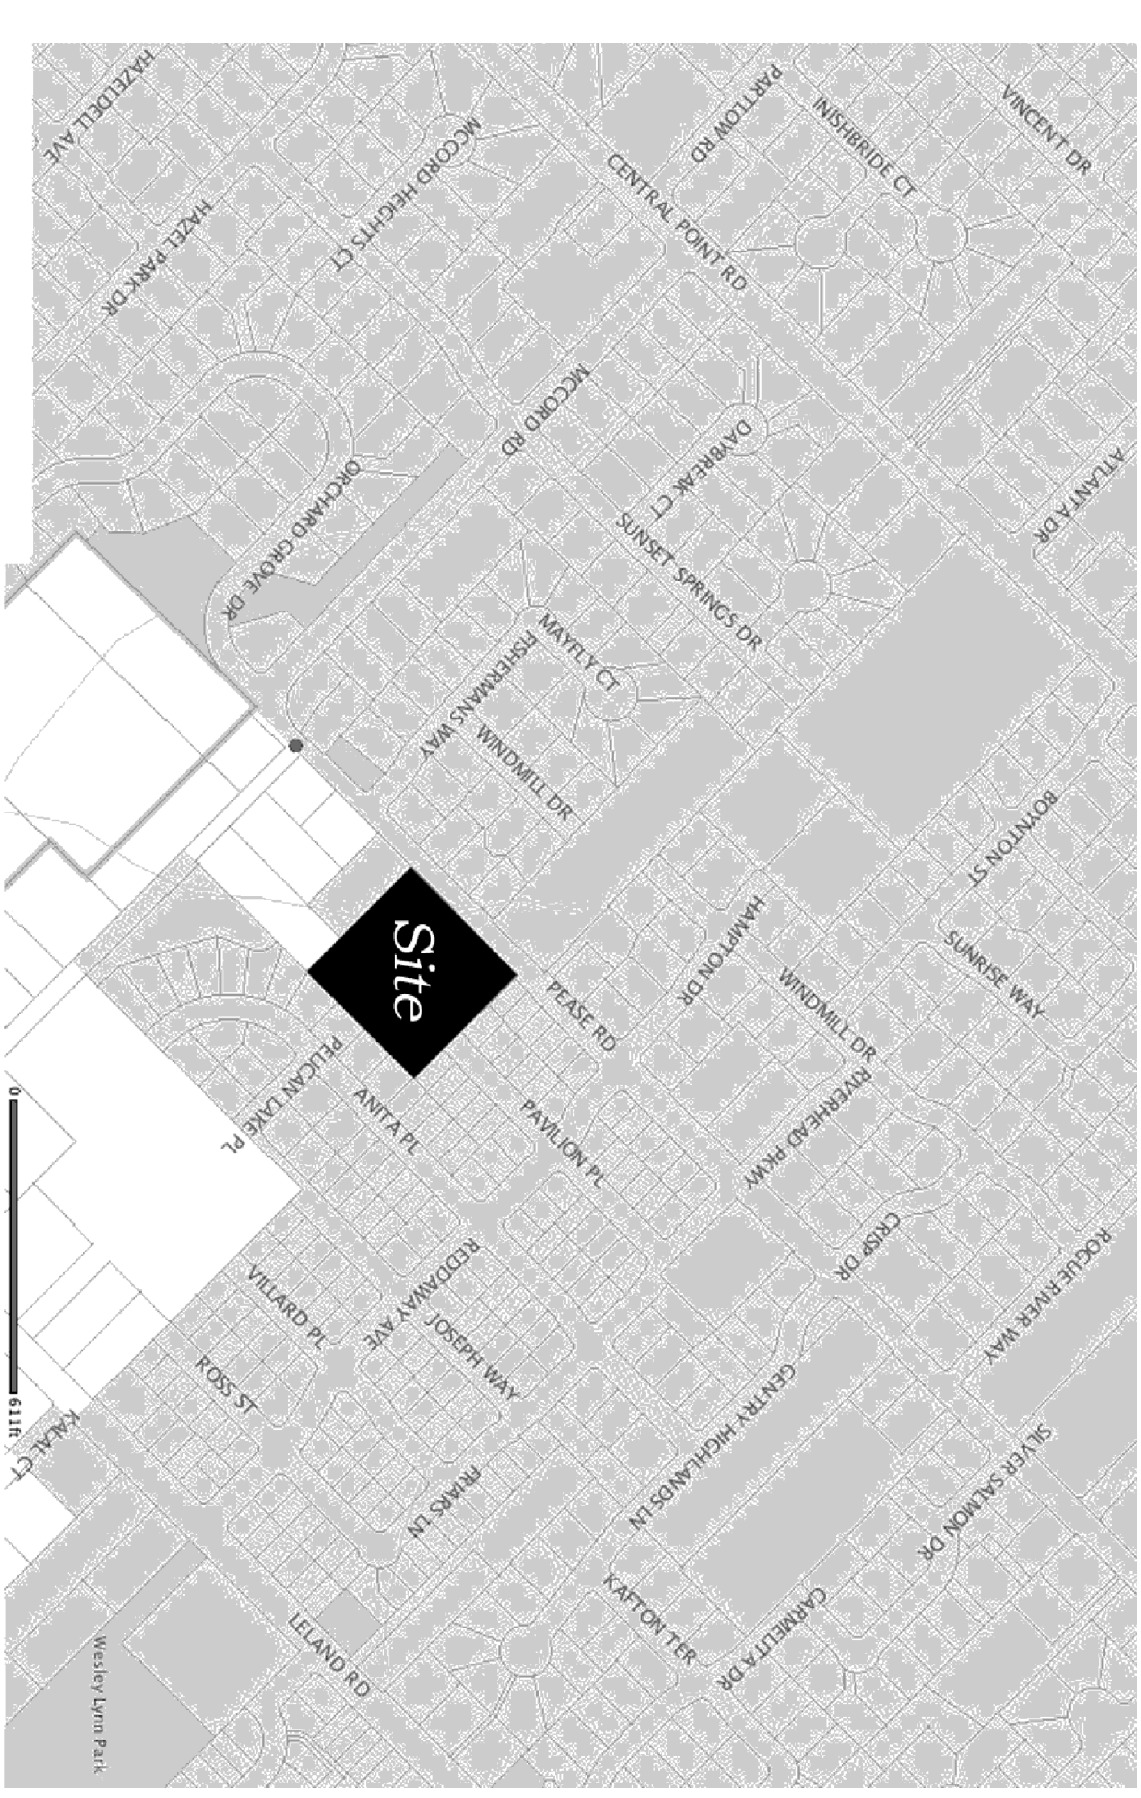 HAZELDELL AVE
HAZEL PARK DR
MCCORD HEIGHTS CT
CENTRAL POINT RD
PARTLOW RD
INISHBRIDE CT
VINCENT DR
MCCORD RD
DAYBREAK CT
SUNSET SPRINGS DR
ATLANTA DR
ORCHARD GROVE DR
MAYFLY CT
FISHERMANS WAY
WINDMILL DR
BOYNTON ST
Site
PEASE RD
HAMPTON DR
WINDMILL DR
SUNRISE WAY
PELICAN LAKE PL
ANITA PL
PAVILION PL
RIVERHEAD PKWY
CRISP DR
ROGUE RIVER WAY
VILLARD PL
REDDAWAY AVE
JOSEPH WAY
ROSS ST
GENTRY HIGHLANDS LN
SILVER SALMON DR
KALAL CT
FRIARS LN
KAFTON TER
CARMELITA DR
LELAND RD
Wesley Lynn Park
0
611ft